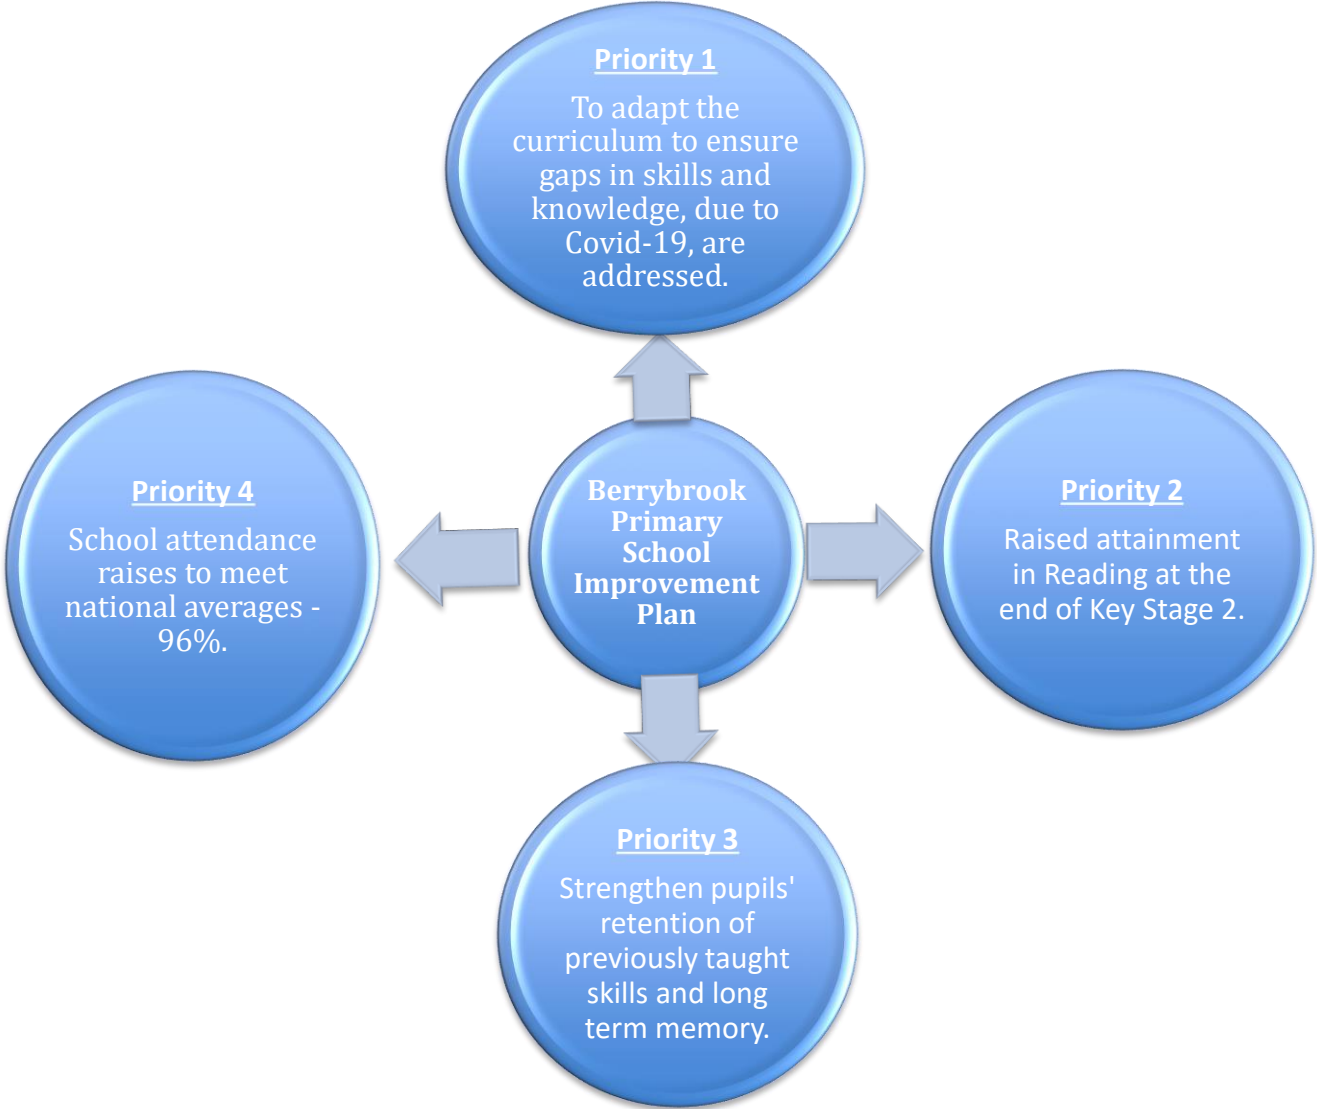 Priority 1
To adapt the
curriculum to ensure
gaps in skills and
knowledge, due to
Covid-19, are
addressed.
Berrybrook
Primary
School
Improvement
Plan
Priority 2
Raised attainment
in Reading at the
end of Key Stage 2.
Priority 3
Strengthen pupils'
retention of
previously taught
skills and long
term memory.
Priority 4
School attendance
raises to meet
national averages -
96%.